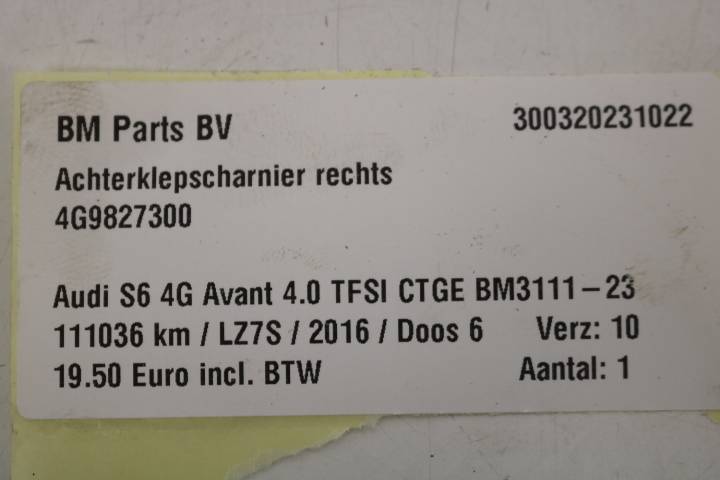 BM Parts BV 300320231022
Achterklepscharnier rechts
4G9827300
Audi S6 4G Avant 4.0 TFSI CTGE BM3111-23
111036 km / LZ7S / 2016 / Doos 6 Verz: 10
19.50 Euro incl. BTW Aantal: 1